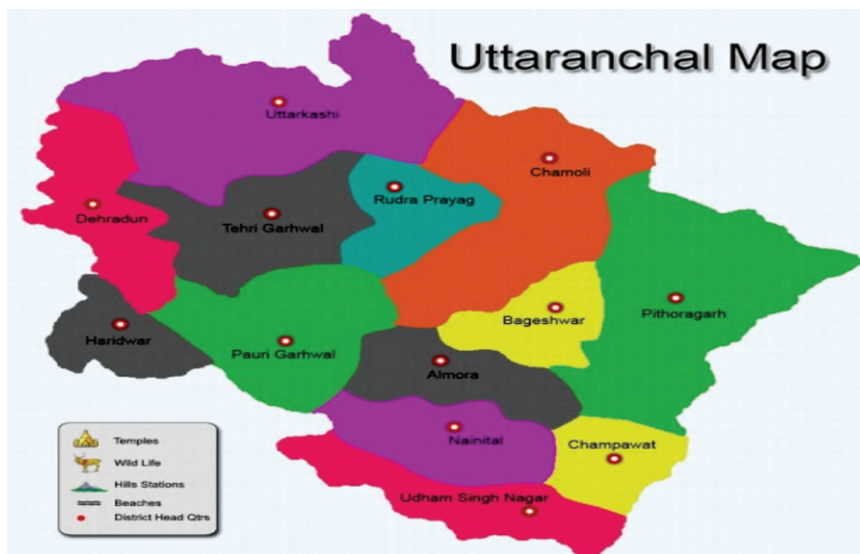 Uttaranchal Map
Uttarkashi
Chamoli
Rudra Prayag
Dehradun
Tehri Garhwal
Pithoragarh
Bageshwar
Haridwar
Pauri Garhwal
Almora
Nainital
Champawat
Udham Singh Nagar
Temples
Wild Life
Hills Stations
Beaches
District Head Qtrs